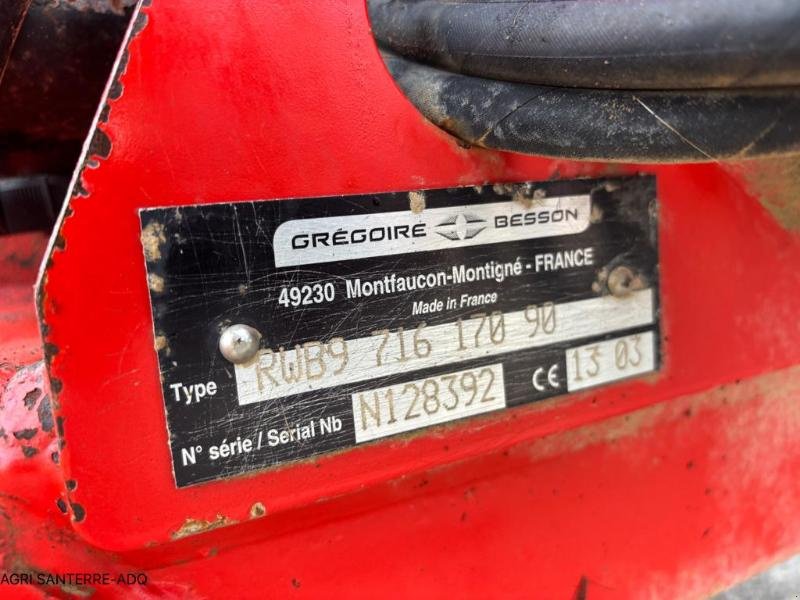 GRÉGOIRE BESSON
49230 Montfaucon-Montigné - FRANCE
Made in France
Type RWB9 716 170 90
N° série / Serial Nb N128392 CE 13 03
AGRI SANTERRE-ADQ